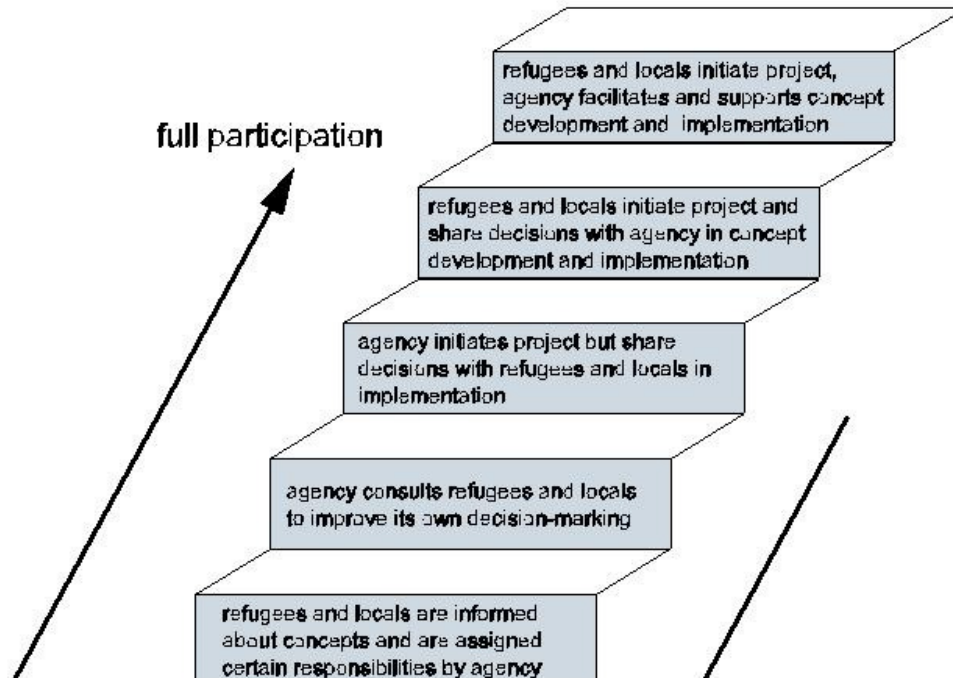 refugees and locals initiate project,
agency facilitates and supports concept
development and implementation
full participation
refugees and locals initiate project and
share decisions with agency in concept
development and implementation
agency initiates project but share
decisions with refugees and locals in
implementation
agency consults refugees and locals
to improve its own decision-marking
refugees and locals are informed
about concepts and are assigned
certain responsibilities by agency